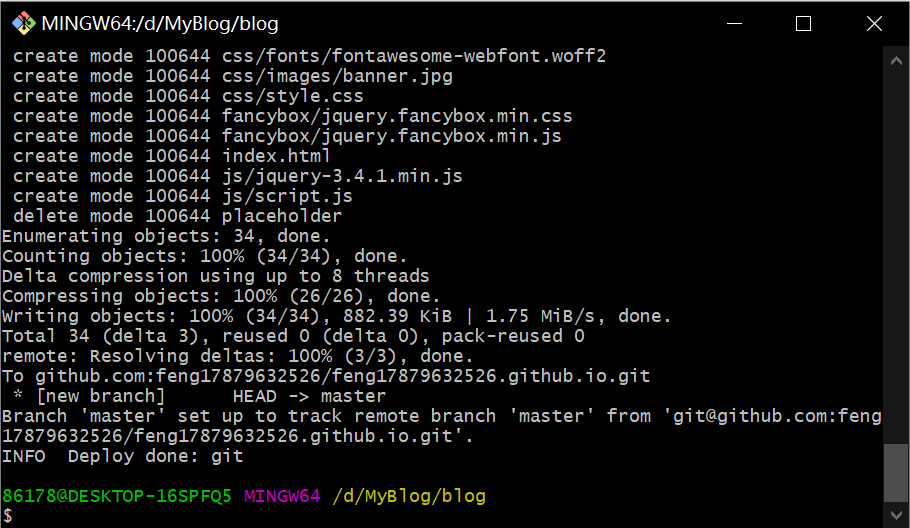 MINGW64:/d/MyBlog/blog
create mode 100644 css/fonts/fontawesome-webfont.woff2
create mode 100644 css/images/banner.jpg
create mode 100644 css/style.css
create mode 100644 fancybox/jquery.fancybox.min.css
create mode 100644 fancybox/jquery.fancybox.min.js
create mode 100644 index.html
create mode 100644 js/jquery-3.4.1.min.js
create mode 100644 js/script.js
delete mode 100644 placeholder
Enumerating objects: 34, done.
Counting objects: 100% (34/34), done.
Delta compression using up to 8 threads
Compressing objects: 100% (26/26), done.
Writing objects: 100% (34/34), 882.39 KiB | 1.75 MiB/s, done.
Total 34 (delta 3), reused 0 (delta 0), pack-reused 0
remote: Resolving deltas: 100% (3/3), done.
To github.com:feng17879632526/feng17879632526.github.io.git
* [new branch]      HEAD -> master
Branch 'master' set up to track remote branch 'master' from 'git@github.com:feng
17879632526/feng17879632526.github.io.git'.
INFO  Deploy done: git
86178@DESKTOP-16SPFQ5 MINGW64 /d/MyBlog/blog
$